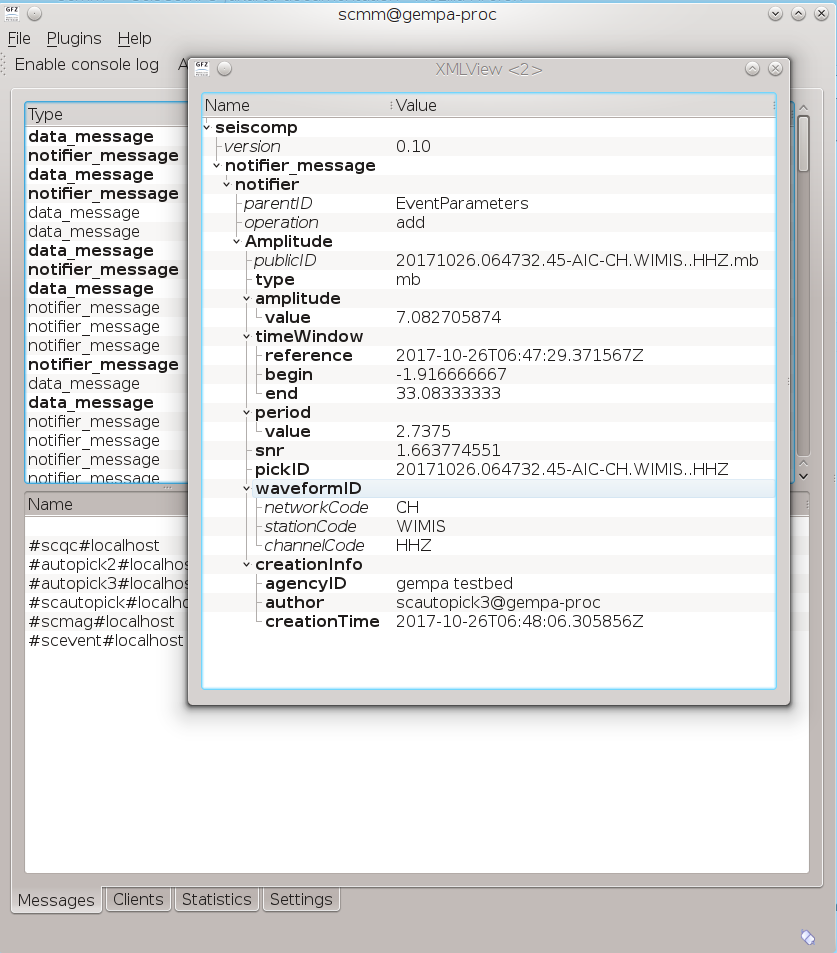 scmm@gempa-proc
File Plugins Help
Enable console log
GFZ
XMLView <2>
Type
data_message
notifier_message
data_message
notifier_message
data_message
data_message
data_message
notifier_message
data_message
notifier_message
notifier_message
notifier_message
notifier_message
data_message
data_message
notifier_message
notifier_message
notifier_message
notifier_message
Name Value
seiscomp
version 0.10
notifier_message
notifier
parentID EventParameters
operation add
Amplitude
publicID 20171026.064732.45-AIC-CH.WIMIS..HHZ.mb
type mb
amplitude
value 7.082705874
timeWindow
reference 2017-10-26T06:47:29.371567Z
begin -1.916666667
end 33.08333333
period
value 2.7375
snr 1.663774551
pickID 20171026.064732.45-AIC-CH.WIMIS..HHZ
waveformID
networkCode CH
stationCode WIMIS
channelCode HHZ
creationInfo
agencyID gempa testbed
author scautopick3@gempa-proc
creationTime 2017-10-26T06:48:06.305856Z
Name
#scqc#localhost
#autopick2#localhos
#autopick3#localhos
#scautopick#localho
#scmag#localhost
#scevent#localhost
Messages Clients Statistics Settings